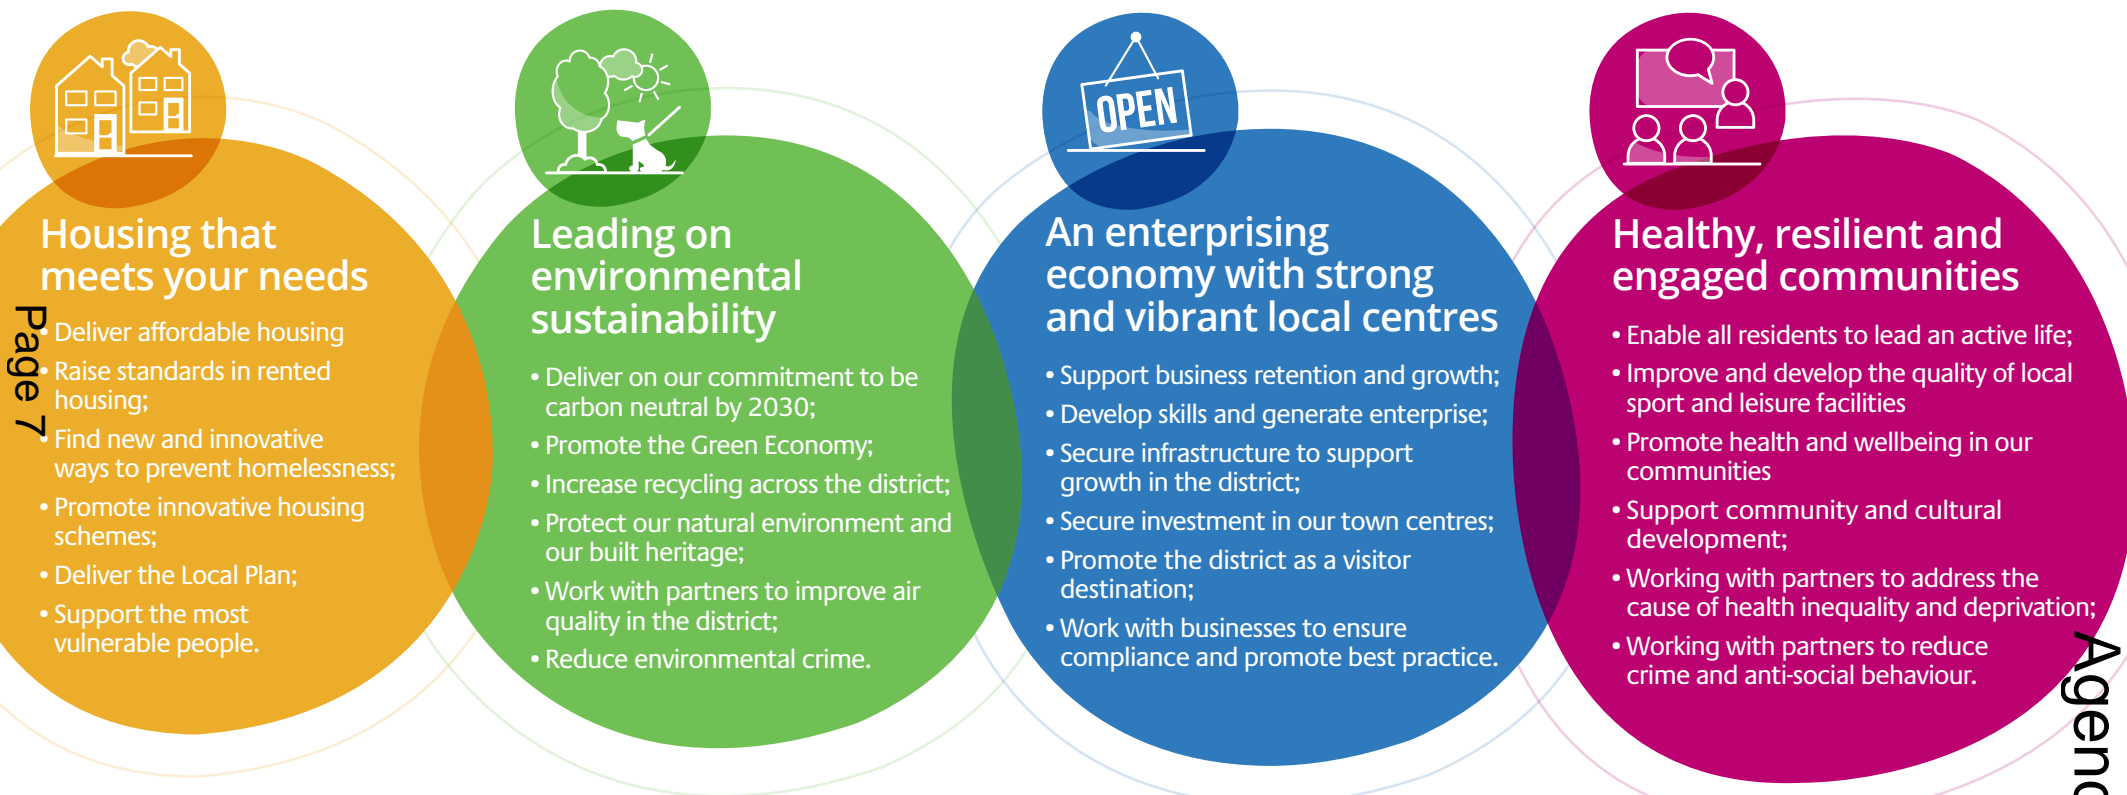 OPEN
Housing that
meets your needs
• Deliver affordable housing
• Raise standards in rented
housing;
• Find new and innovative
ways to prevent homelessness;
• Promote innovative housing
schemes;
• Deliver the Local Plan;
• Support the most
vulnerable people.
Leading on
environmental
sustainability
• Deliver on our commitment to be
carbon neutral by 2030;
• Promote the Green Economy;
• Increase recycling across the district;
• Protect our natural environment and
our built heritage;
• Work with partners to improve air
quality in the district;
• Reduce environmental crime.
An enterprising
economy with strong
and vibrant local centres
• Support business retention and growth;
• Develop skills and generate enterprise;
• Secure infrastructure to support
growth in the district;
• Secure investment in our town centres;
• Promote the district as a visitor
destination;
• Work with businesses to ensure
compliance and promote best practice.
Healthy, resilient and
engaged communities
• Enable all residents to lead an active life;
• Improve and develop the quality of local
sport and leisure facilities
• Promote health and wellbeing in our
communities
• Support community and cultural
development;
• Working with partners to address the
cause of health inequality and deprivation;
• Working with partners to reduce
crime and anti-social behaviour.
Page 7